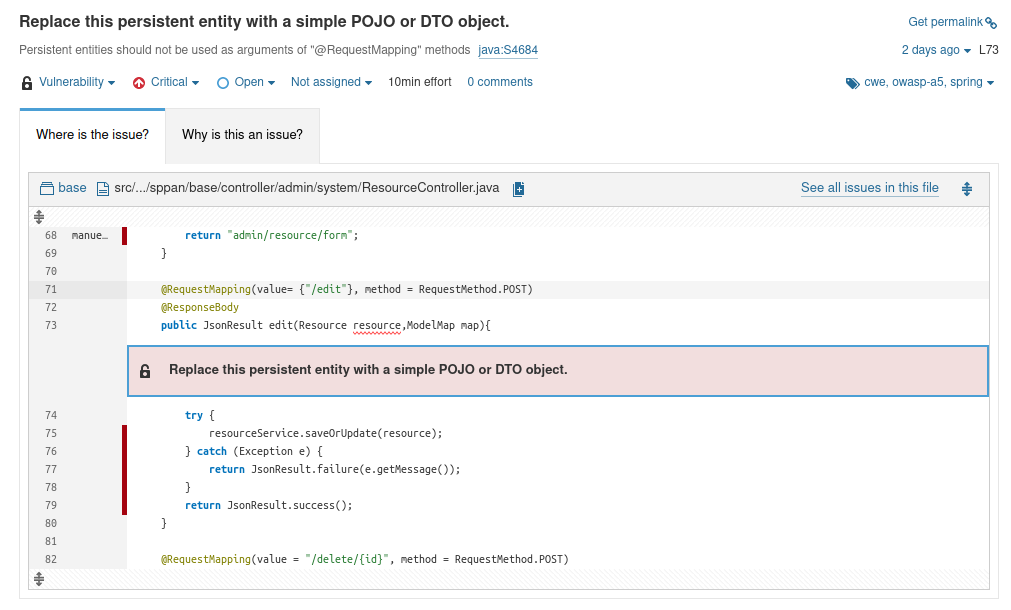 Replace this persistent entity with a simple POJO or DTO object.
Get permalink
Persistent entities should not be used as arguments of "@RequestMapping" methods java:S4684
2 days ago L73
Vulnerability Critical Open Not assigned 10min effort 0 comments
cwe, owasp-a5, spring
Where is the issue? Why is this an issue?
base src/.../sppan/base/controller/admin/system/ResourceController.java
See all issues in this file
68 manue… return "admin/resource/form";
69 }
70
71 @RequestMapping(value= {"/edit"}, method = RequestMethod.POST)
72 @ResponseBody
73 public JsonResult edit(Resource resource,ModelMap map){
Replace this persistent entity with a simple POJO or DTO object.
74 try {
75 resourceService.saveOrUpdate(resource);
76 } catch (Exception e) {
77 return JsonResult.failure(e.getMessage());
78 }
79 return JsonResult.success();
80 }
81
82 @RequestMapping(value = "/delete/{id}", method = RequestMethod.POST)